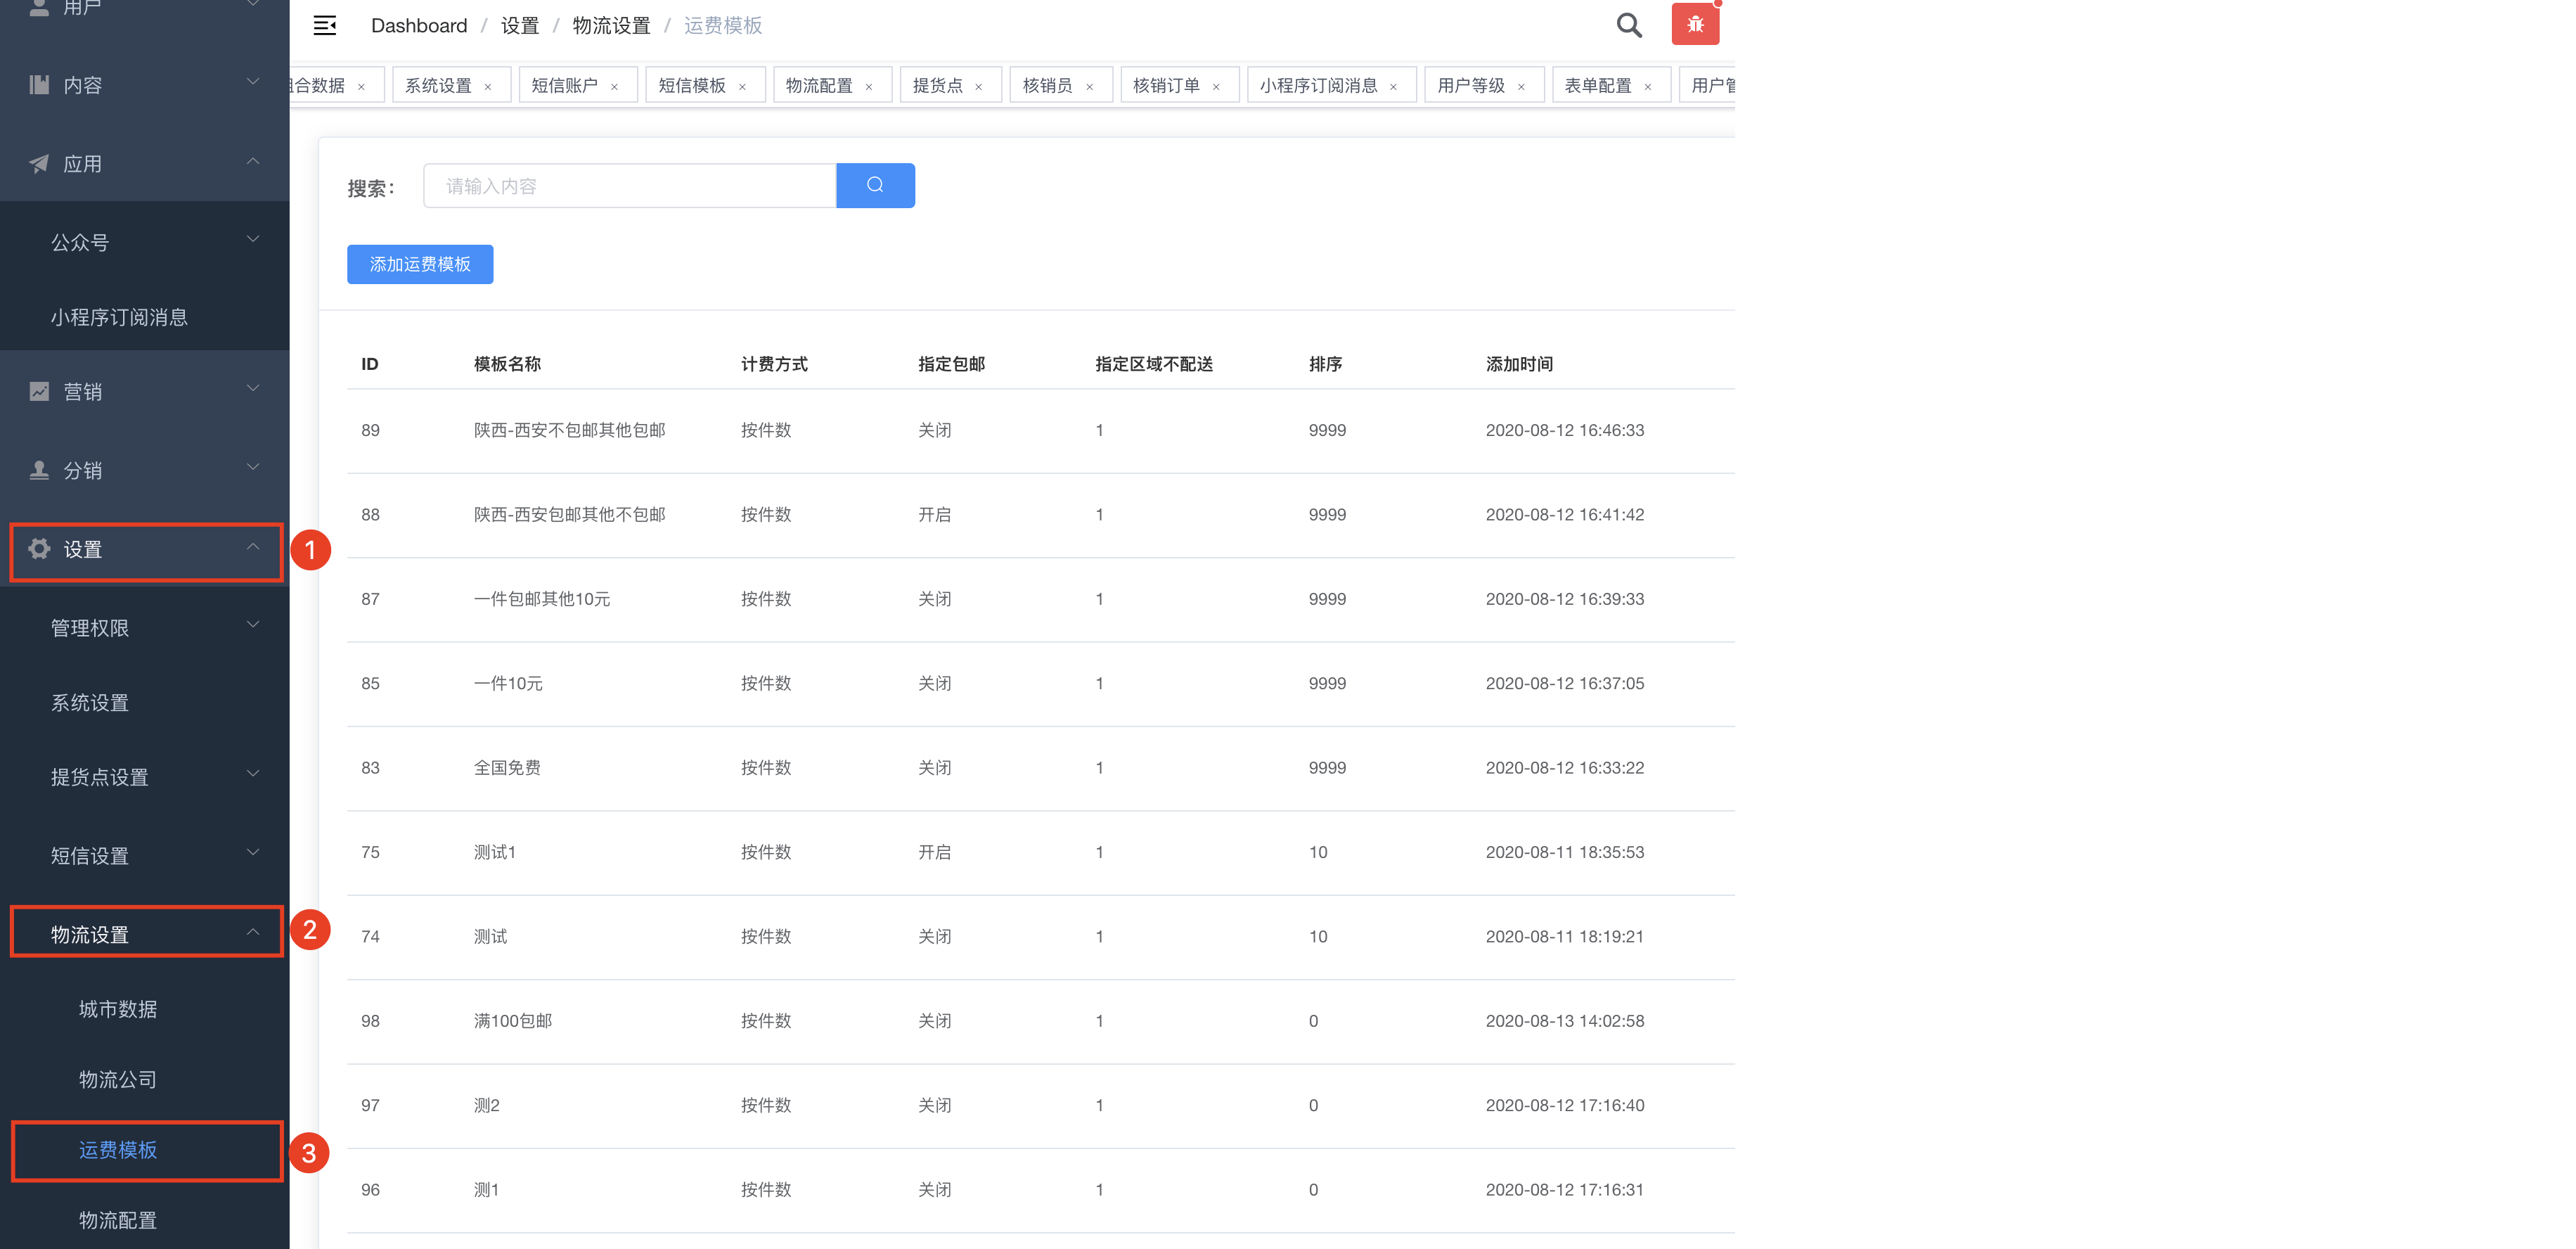 用户
内容
应用
公众号
小程序订阅消息
营销
分销
设置
1
管理权限
系统设置
提货点设置
短信设置
物流设置
2
城市数据
物流公司
运费模板
3
物流配置
Dashboard / 设置 / 物流设置 / 运费模板
组合数据 × 系统设置 × 短信账户 × 短信模板 × 物流配置 × 提货点 × 核销员 × 核销订单 × 小程序订阅消息 × 用户等级 × 表单配置 × 用户管
搜索： 请输入内容
添加运费模板
ID 模板名称 计费方式 指定包邮 指定区域不配送 排序 添加时间
89 陕西-西安不包邮其他包邮 按件数 关闭 1 9999 2020-08-12 16:46:33
88 陕西-西安包邮其他不包邮 按件数 开启 1 9999 2020-08-12 16:41:42
87 一件包邮其他10元 按件数 关闭 1 9999 2020-08-12 16:39:33
85 一件10元 按件数 关闭 1 9999 2020-08-12 16:37:05
83 全国免费 按件数 关闭 1 9999 2020-08-12 16:33:22
75 测试1 按件数 开启 1 10 2020-08-11 18:35:53
74 测试 按件数 关闭 1 10 2020-08-11 18:19:21
98 满100包邮 按件数 关闭 1 0 2020-08-13 14:02:58
97 测2 按件数 关闭 1 0 2020-08-12 17:16:40
96 测1 按件数 关闭 1 0 2020-08-12 17:16:31